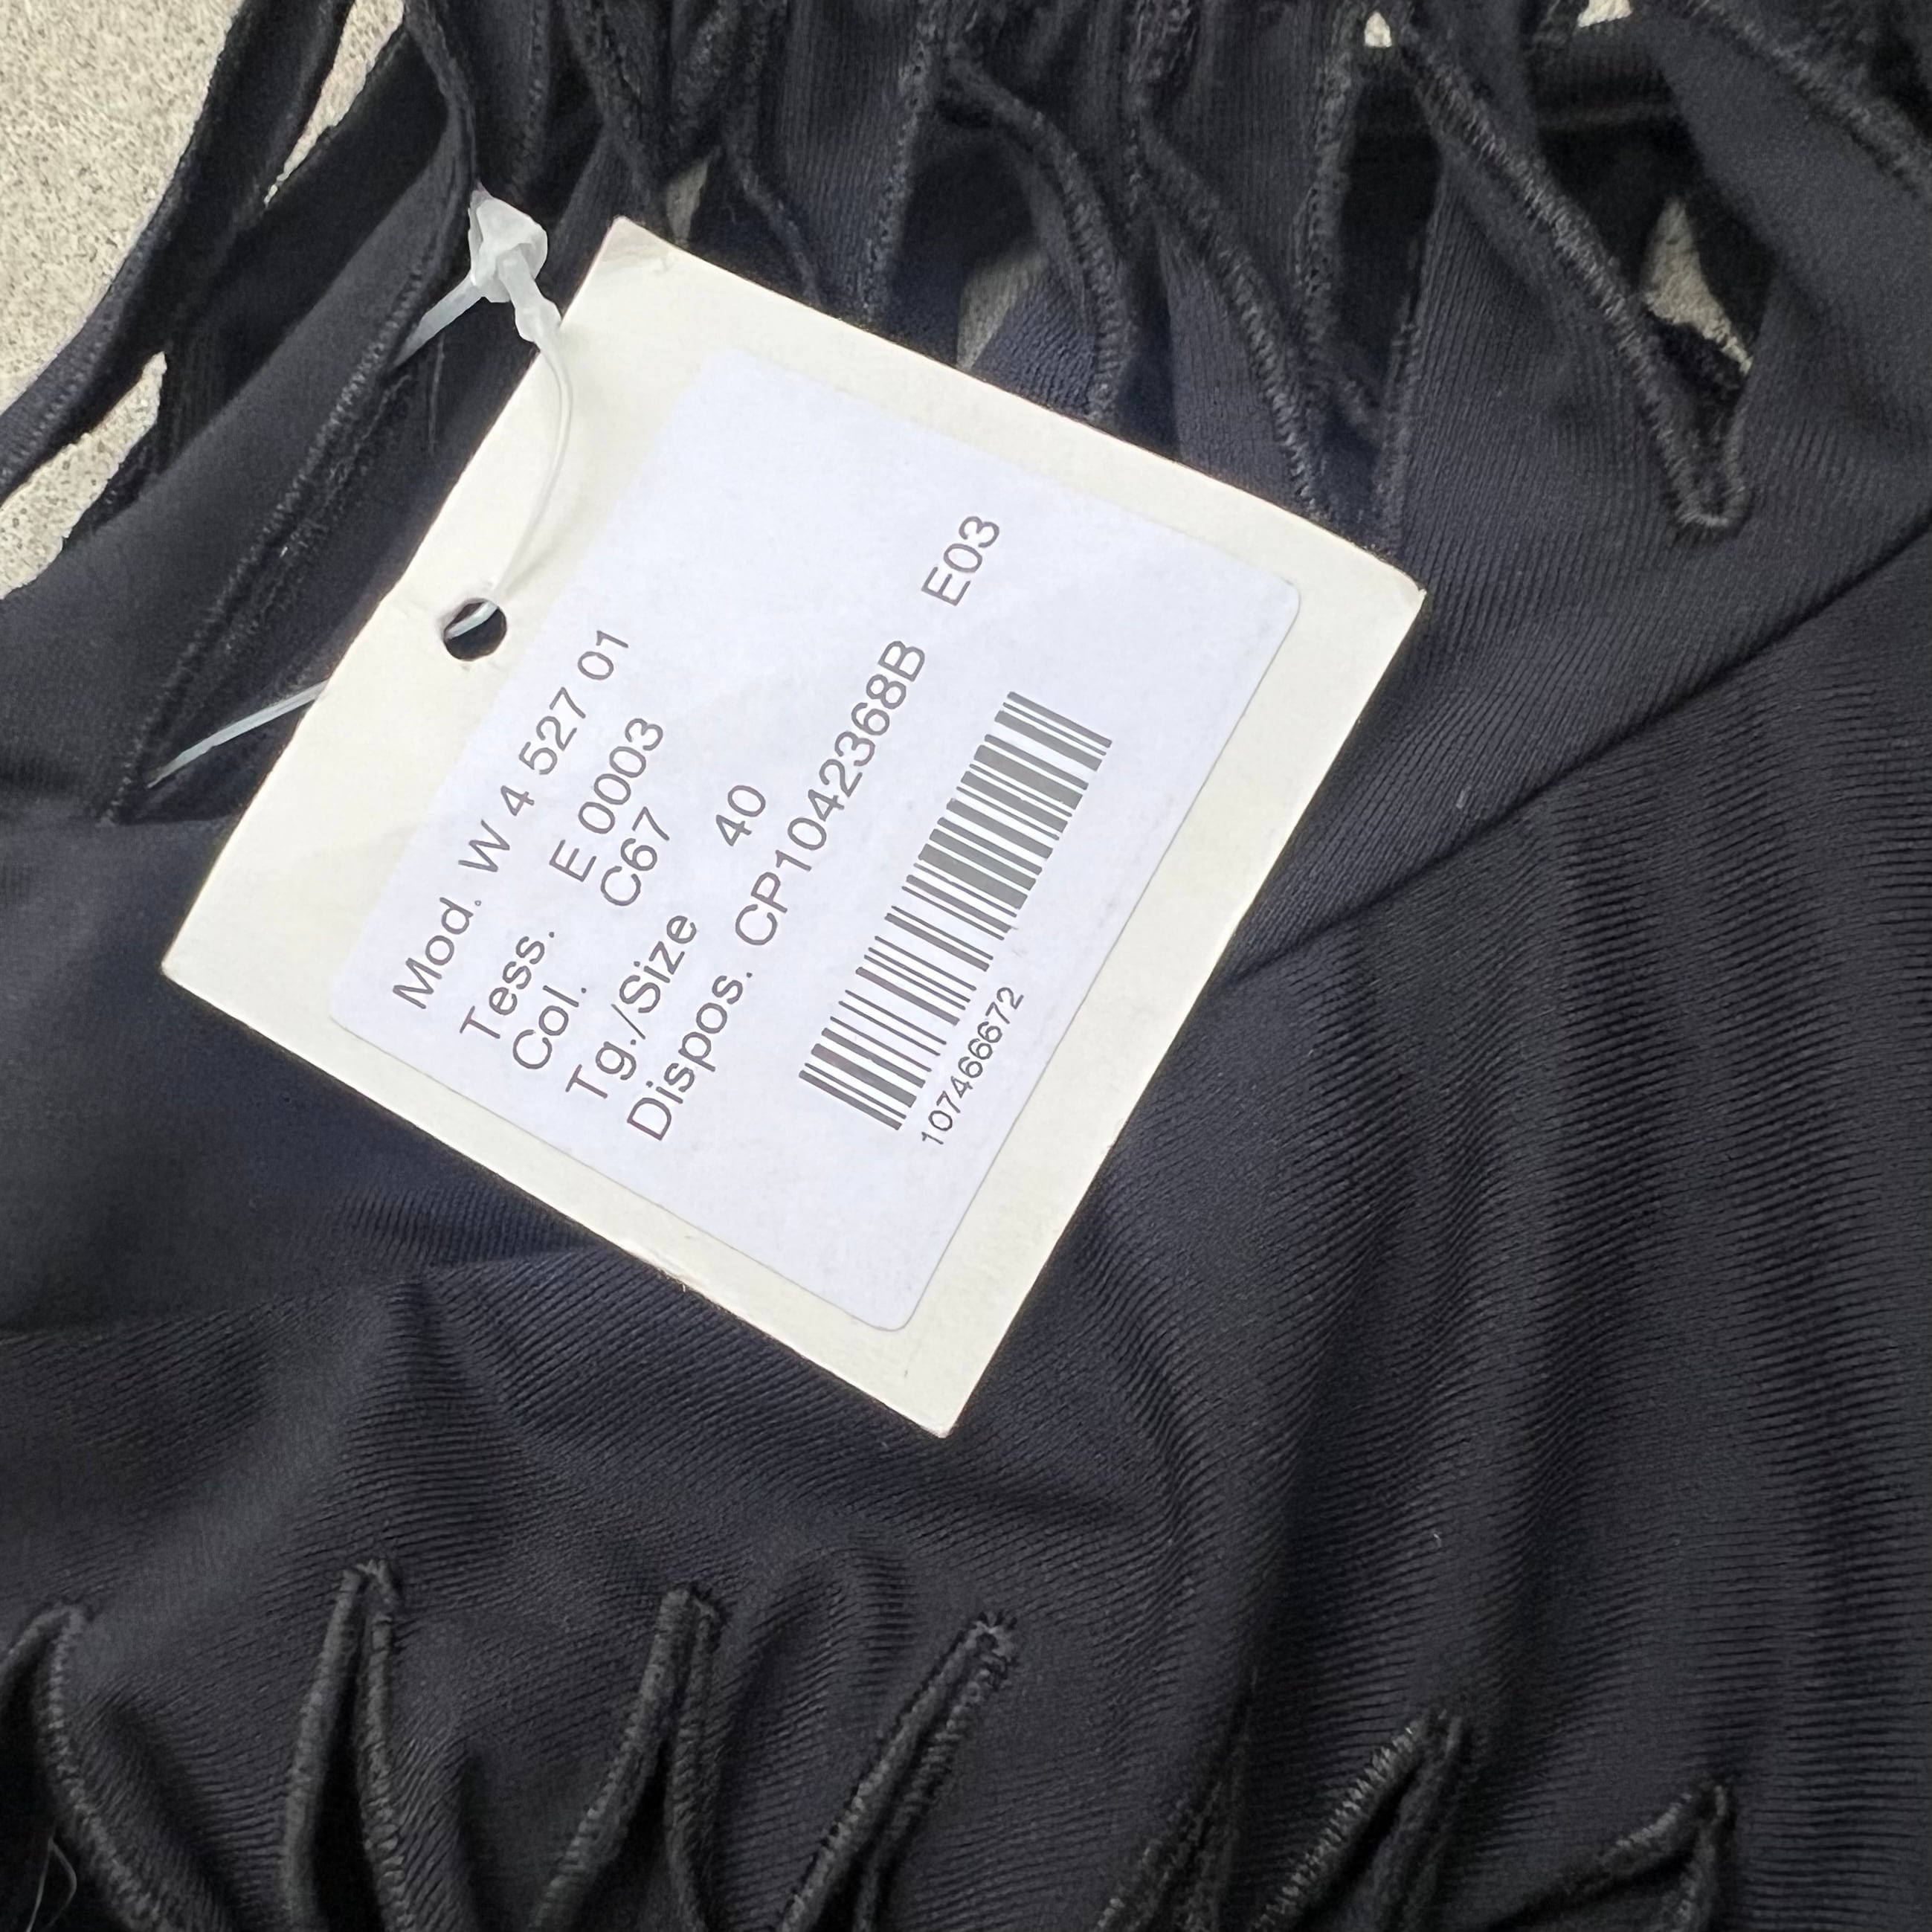 Mod. W 4 527 01
Tess. E 0003
Col. C67
Tg./Size 40
Dispos. CP1042368B E03
107466672